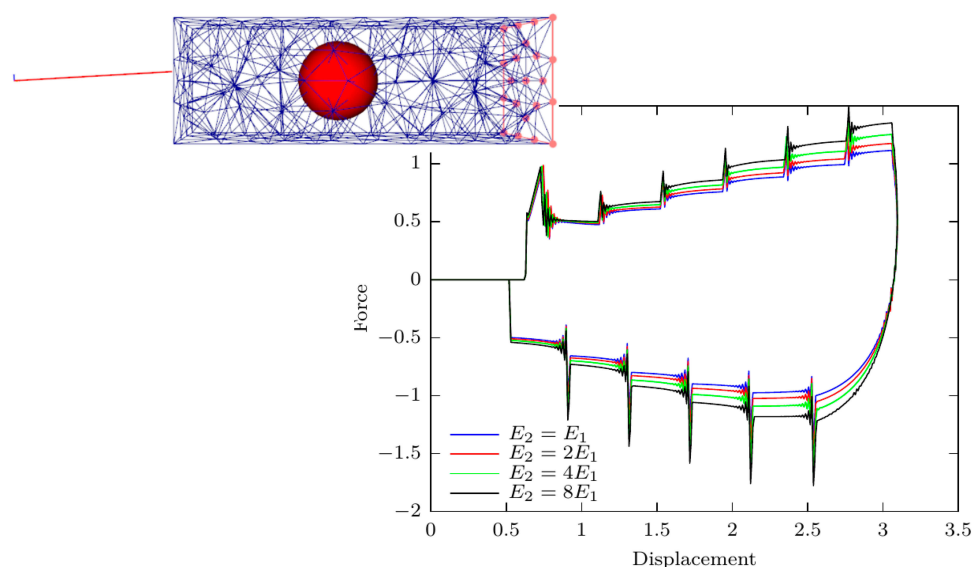 1
0.5
0
−0.5
−1
−1.5
−2
Force
E₂ = E₁
E₂ = 2E₁
E₂ = 4E₁
E₂ = 8E₁
0 0.5 1 1.5 2 2.5 3 3.5
Displacement